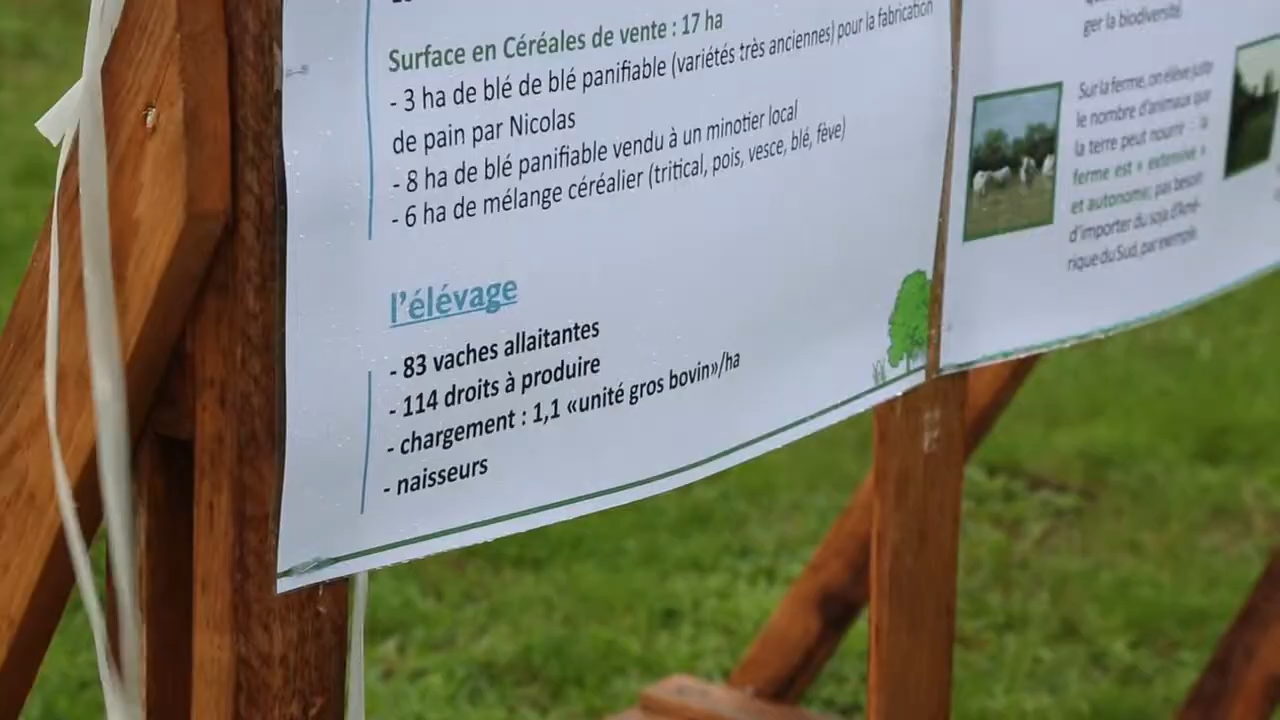 Surface en Céréales de vente : 17 ha
- 3 ha de blé de blé panifiable (variétés très anciennes) pour la fabrication
de pain par Nicolas
- 8 ha de blé panifiable vendu à un minotier local
- 6 ha de mélange céréalier (tritical, pois, vesce, blé, fève)
l'élévage
- 83 vaches allaitantes
- 114 droits à produire
- chargement : 1,1 «unité gros bovin»/ha
- naisseurs
ger la biodiversité.
Sur la ferme, on élève juste
le nombre d'animaux que
la terre peut nourrir : la
ferme est « extensive »
et autonome; pas besoin
d'importer du soja d'Amé-
rique du Sud, par exemple.